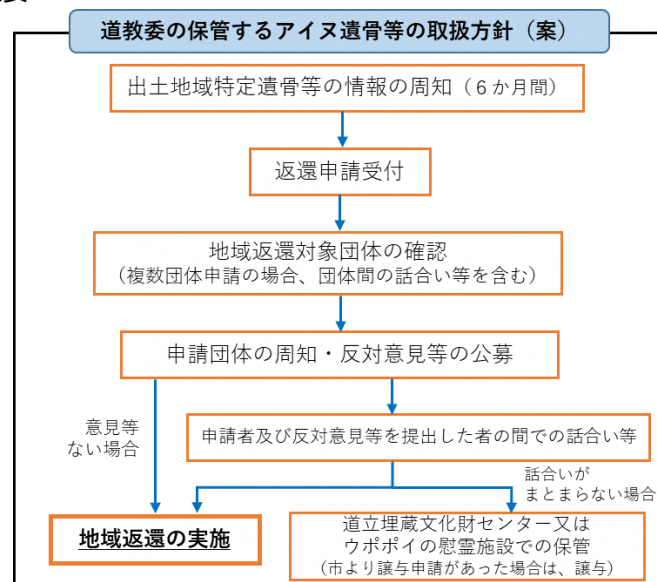 道教委の保管するアイヌ遺骨等の取扱方針（案）
出土地域特定遺骨等の情報の周知（６か月間）
返還申請受付
地域返還対象団体の確認
（複数団体申請の場合、団体間の話合い等を含む）
申請団体の周知・反対意見等の公募
意見等
ない場合
申請者及び反対意見等を提出した者の間での話合い等
話合いが
まとまらない場合
地域返還の実施
道立埋蔵文化財センター又は
ウポポイの慰霊施設での保管
（市より譲与申請があった場合は、譲与）